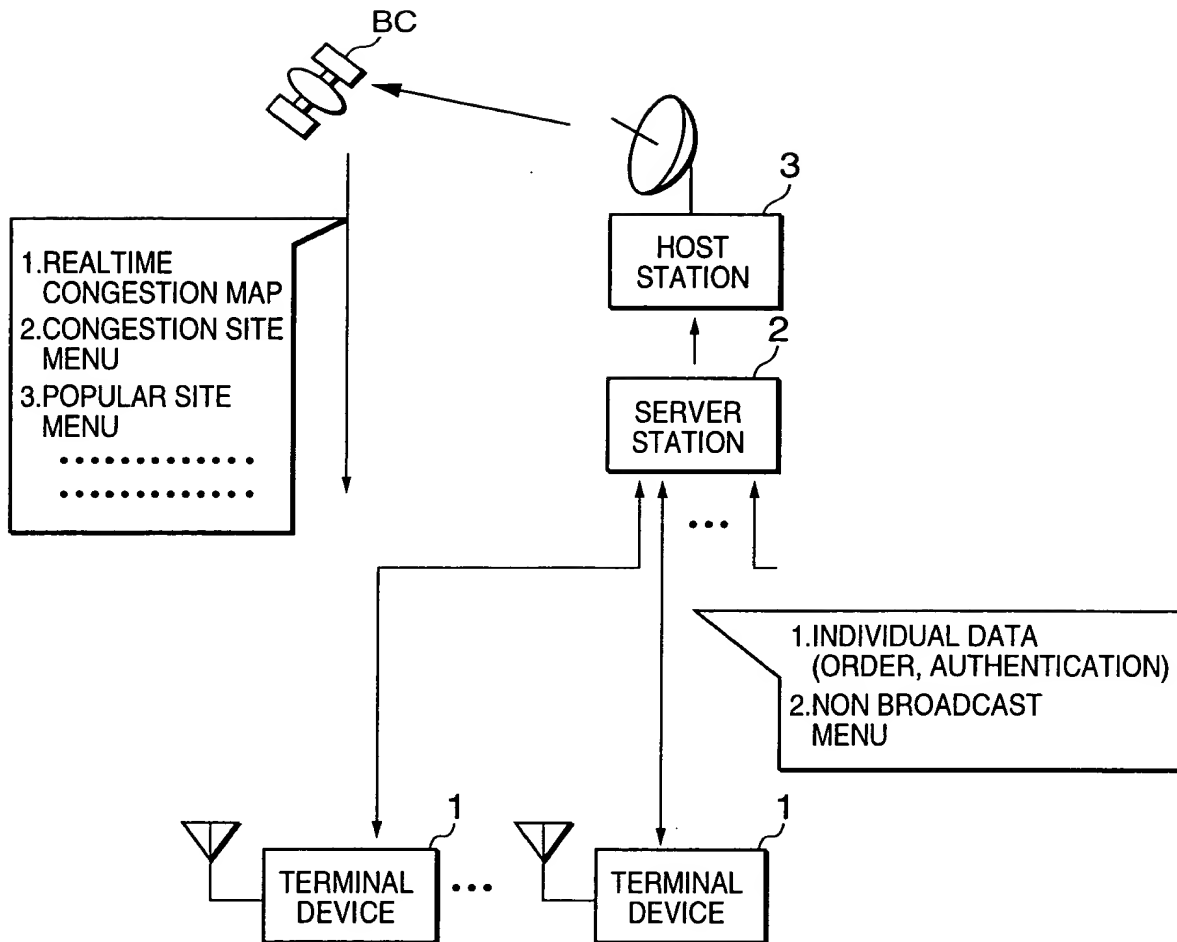 BC
3
HOST
STATION
1.REALTIME
CONGESTION MAP
2.CONGESTION SITE
MENU
3.POPULAR SITE
MENU
2
SERVER
STATION
1.INDIVIDUAL DATA
(ORDER, AUTHENTICATION)
2.NON BROADCAST
MENU
1
TERMINAL
DEVICE
1
TERMINAL
DEVICE